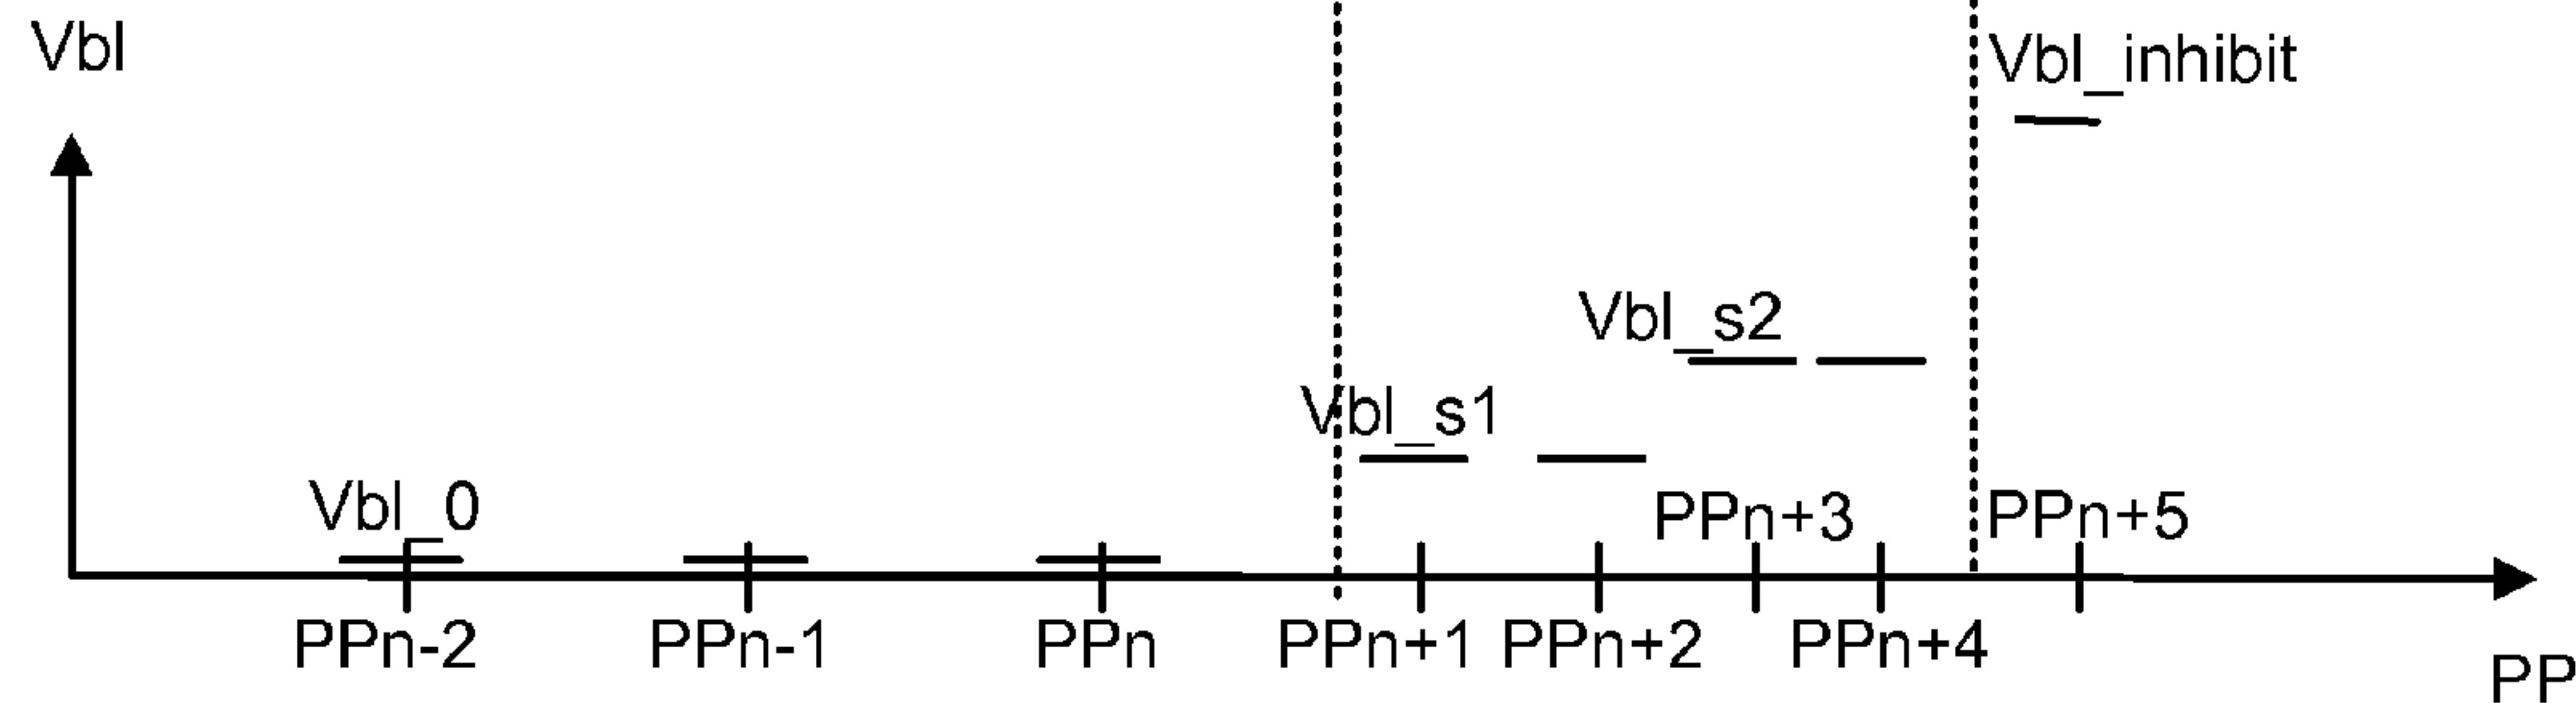 Vbl
Vbl_inhibit
Vbl_s2
Vbl_s1
Vbl_0
PPn+3
PPn+5
PPn-2
PPn-1
PPn
PPn+1
PPn+2
PPn+4
PP